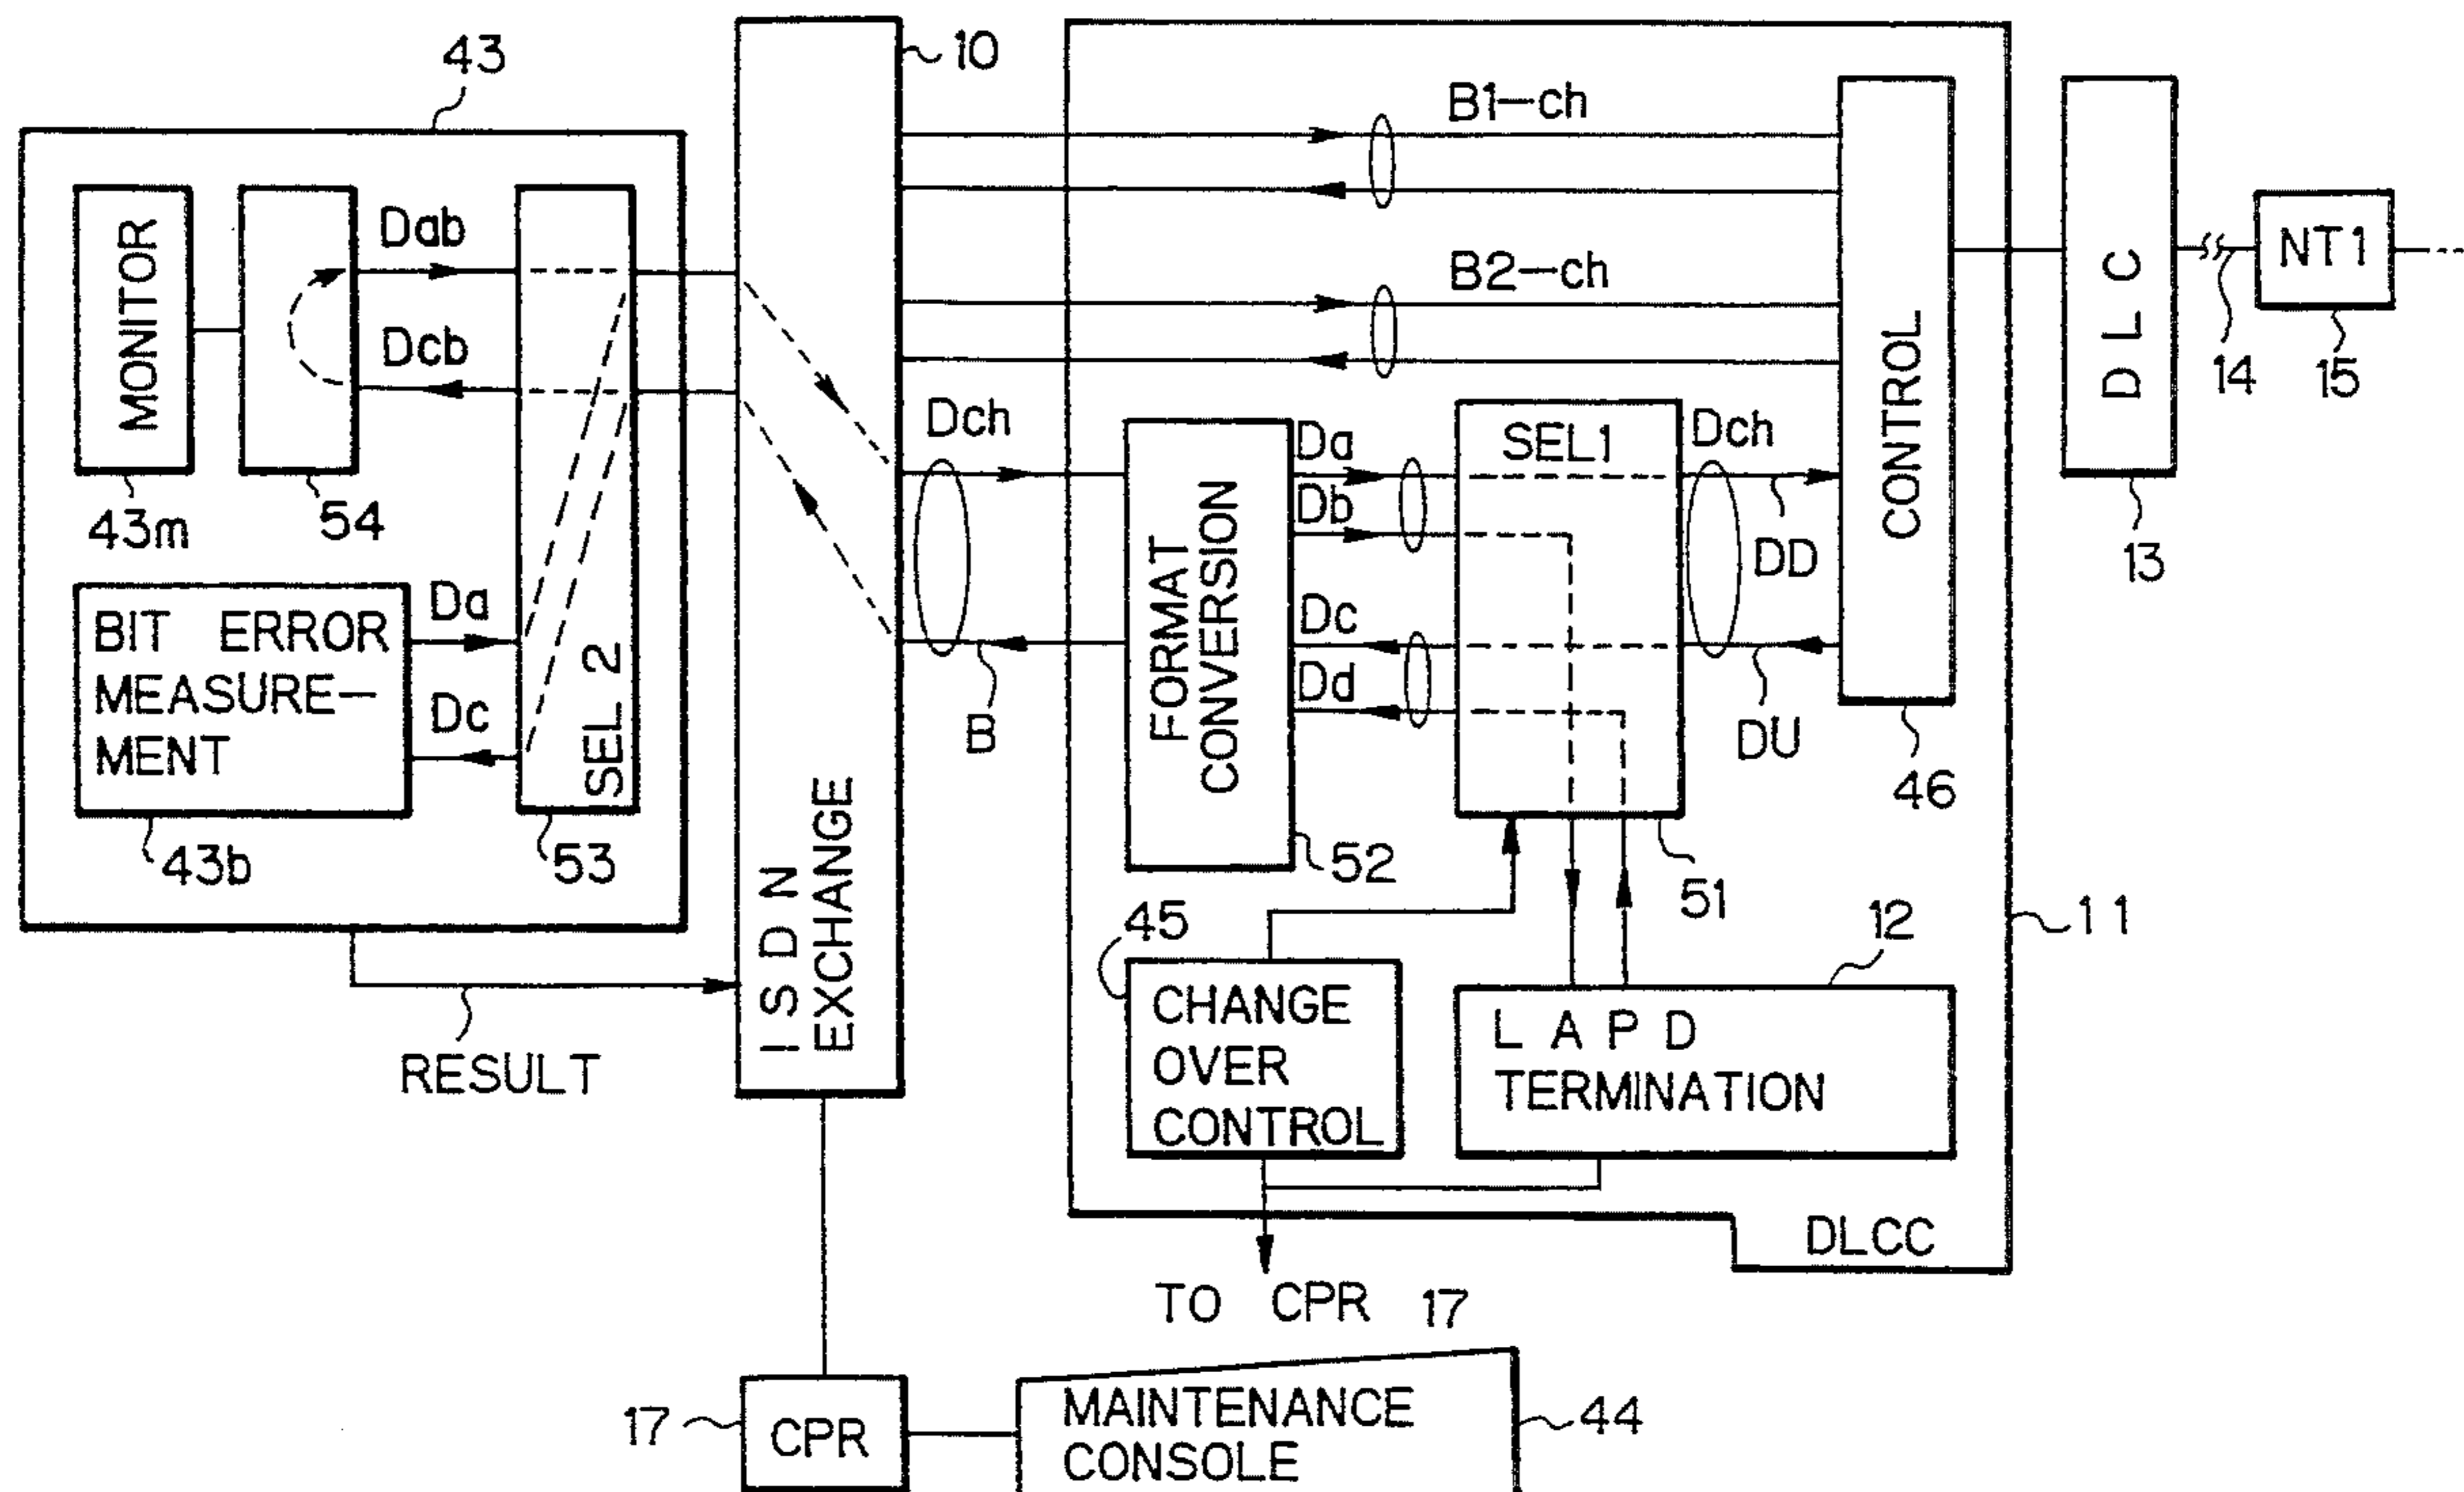 43
10
B1-ch
MONITOR
Dab
Dcb
B2-ch
CONTROL
DLC
NT1
14
15
43m
54
Dch
Da
Db
SEL1
Dch
DD
13
FORMAT
CONVERSION
Dc
Dd
DU
B
46
BIT ERROR
MEASURE-
MENT
Da
Dc
SEL 2
43b
53
52
51
ISDN
EXCHANGE
45
12
11
RESULT
CHANGE
OVER
CONTROL
LAPD
TERMINATION
DLCC
TO CPR 17
17
CPR
MAINTENANCE
CONSOLE
44